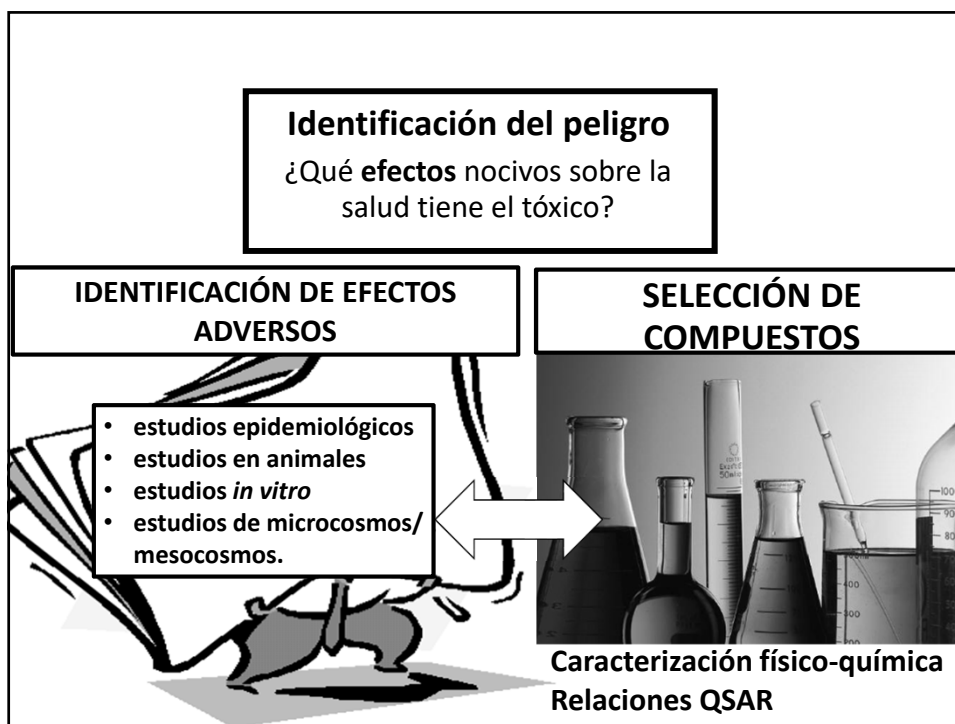 Identificación del peligro
¿Qué efectos nocivos sobre la
salud tiene el tóxico?
IDENTIFICACIÓN DE EFECTOS
ADVERSOS
SELECCIÓN DE
COMPUESTOS
• estudios epidemiológicos
• estudios en animales
• estudios in vitro
• estudios de microcosmos/
mesocosmos.
Caracterización físico-química
Relaciones QSAR